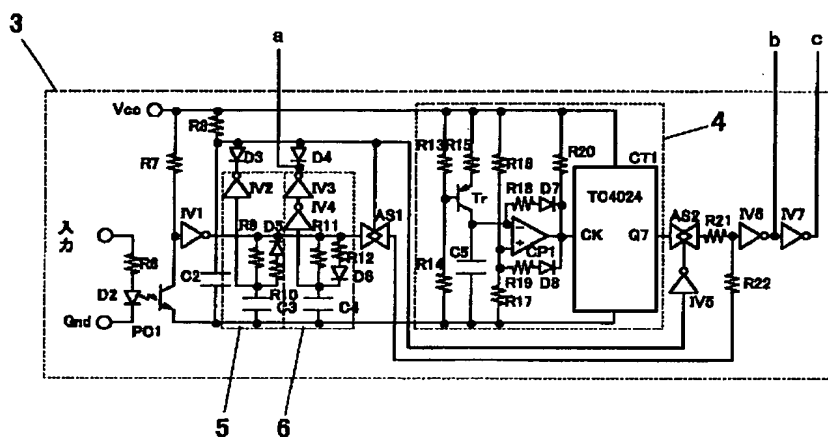 3
a
b
c
Vcc
R8
4
R7
D3
D4
R13
R15
R16
R20
CT1
IV2
IV3
Tr
R18
D7
TC4024
入力
IV1
R9
D5
IV4
R11
AS1
AS2
R21
IV6
IV7
CK
Q7
R6
C2
R12
D6
C5
CP1
R14
R19
D8
R22
D2
R10
C3
C4
R17
IV5
Gnd
PC1
5
6